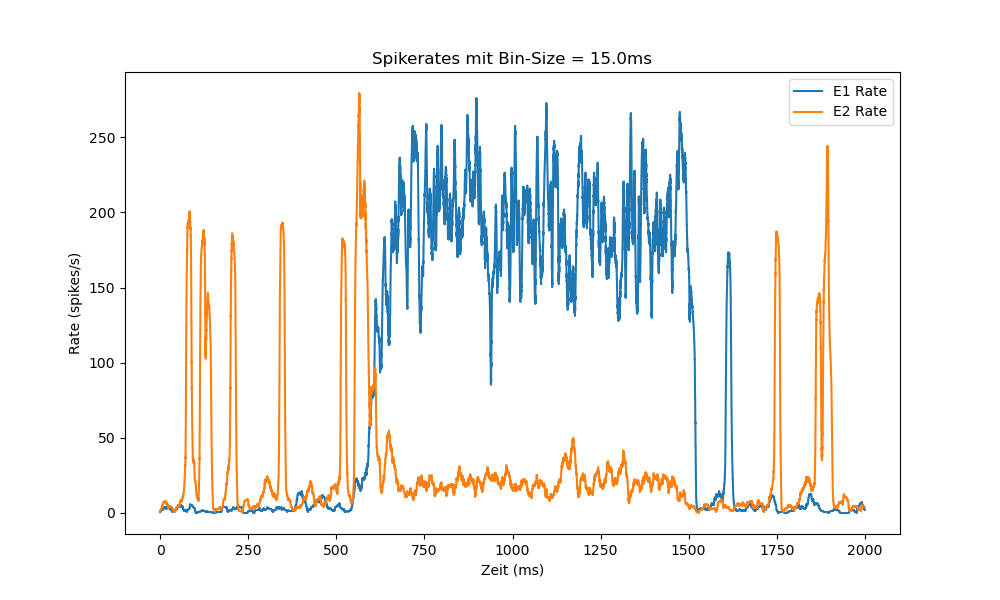 Spikerates mit Bin-Size = 15.0ms
E1 Rate
E2 Rate
250
200
150
100
50
0
Rate (spikes/s)
0 250 500 750 1000 1250 1500 1750 2000
Zeit (ms)